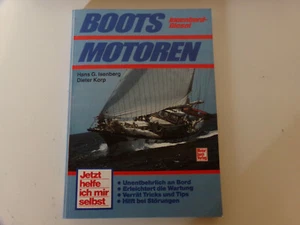 BOOTS
Innenbord-
Diesel
MOTOREN
Hans G. Isenberg
Dieter Korp
Jetzt
helfe
ich mir
selbst
• Unentbehrlich an Bord
• Erleichtert die Wartung
• Verrät Tricks und Tips
• Hilft bei Störungen